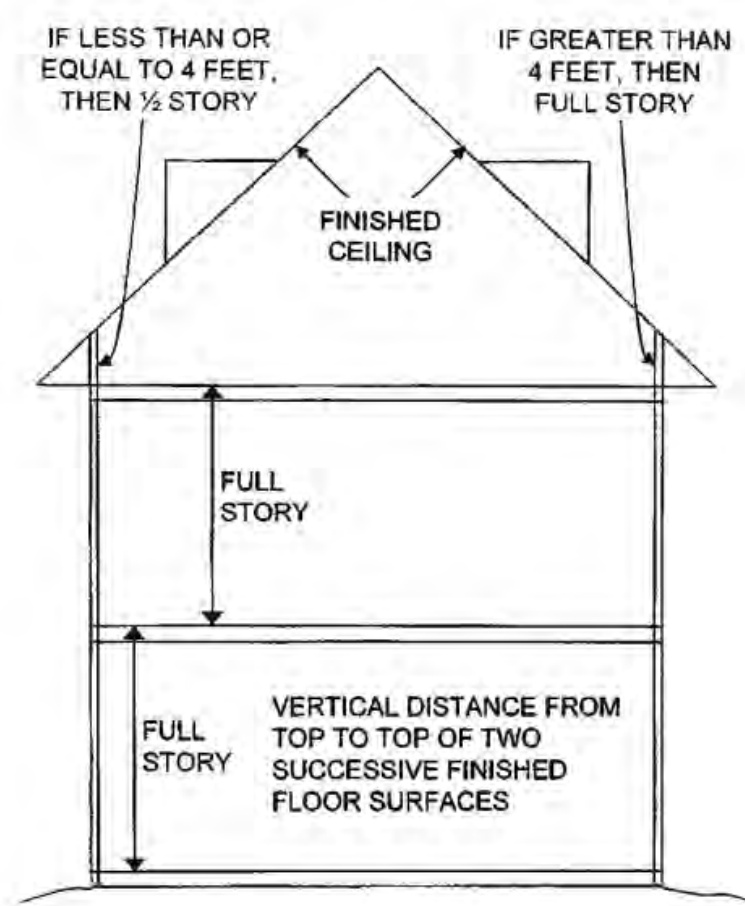 IF LESS THAN OR
EQUAL TO 4 FEET,
THEN ½ STORY
IF GREATER THAN
4 FEET, THEN
FULL STORY
FINISHED
CEILING
FULL
STORY
FULL
STORY
VERTICAL DISTANCE FROM
TOP TO TOP OF TWO
SUCCESSIVE FINISHED
FLOOR SURFACES